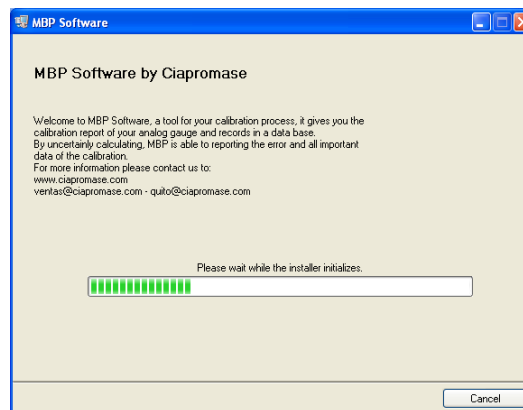 MBP Software
MBP Software by Ciapromase
Welcome to MBP Software, a tool for your calibration process, it gives you the
calibration report of your analog gauge and records in a data base.
By uncertainly calculating, MBP is able to reporting the error and all important
data of the calibration.
For more information please contact us to:
www.ciapromase.com
ventas@ciapromase.com - quito@ciapromase.com
Please wait while the installer initializes.
Cancel